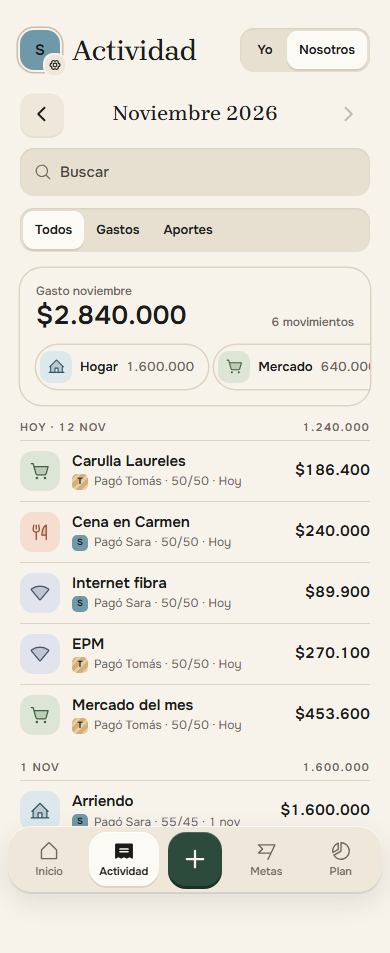 S
Actividad
Yo
Nosotros
Noviembre 2026
Buscar
Todos
Gastos
Aportes
Gasto noviembre
$2.840.000
6 movimientos
Hogar 1.600.000
Mercado 640.00
HOY · 12 NOV
1.240.000
Carulla Laureles
T Pagó Tomás · 50/50 · Hoy
$186.400
Cena en Carmen
S Pagó Sara · 50/50 · Hoy
$240.000
Internet fibra
S Pagó Sara · 50/50 · Hoy
$89.900
EPM
T Pagó Tomás · 50/50 · Hoy
$270.100
Mercado del mes
T Pagó Tomás · 50/50 · Hoy
$453.600
1 NOV
1.600.000
Arriendo
S Pagó Sara · 55/45 · 1 nov
$1.600.000
Inicio
Actividad
Metas
Plan